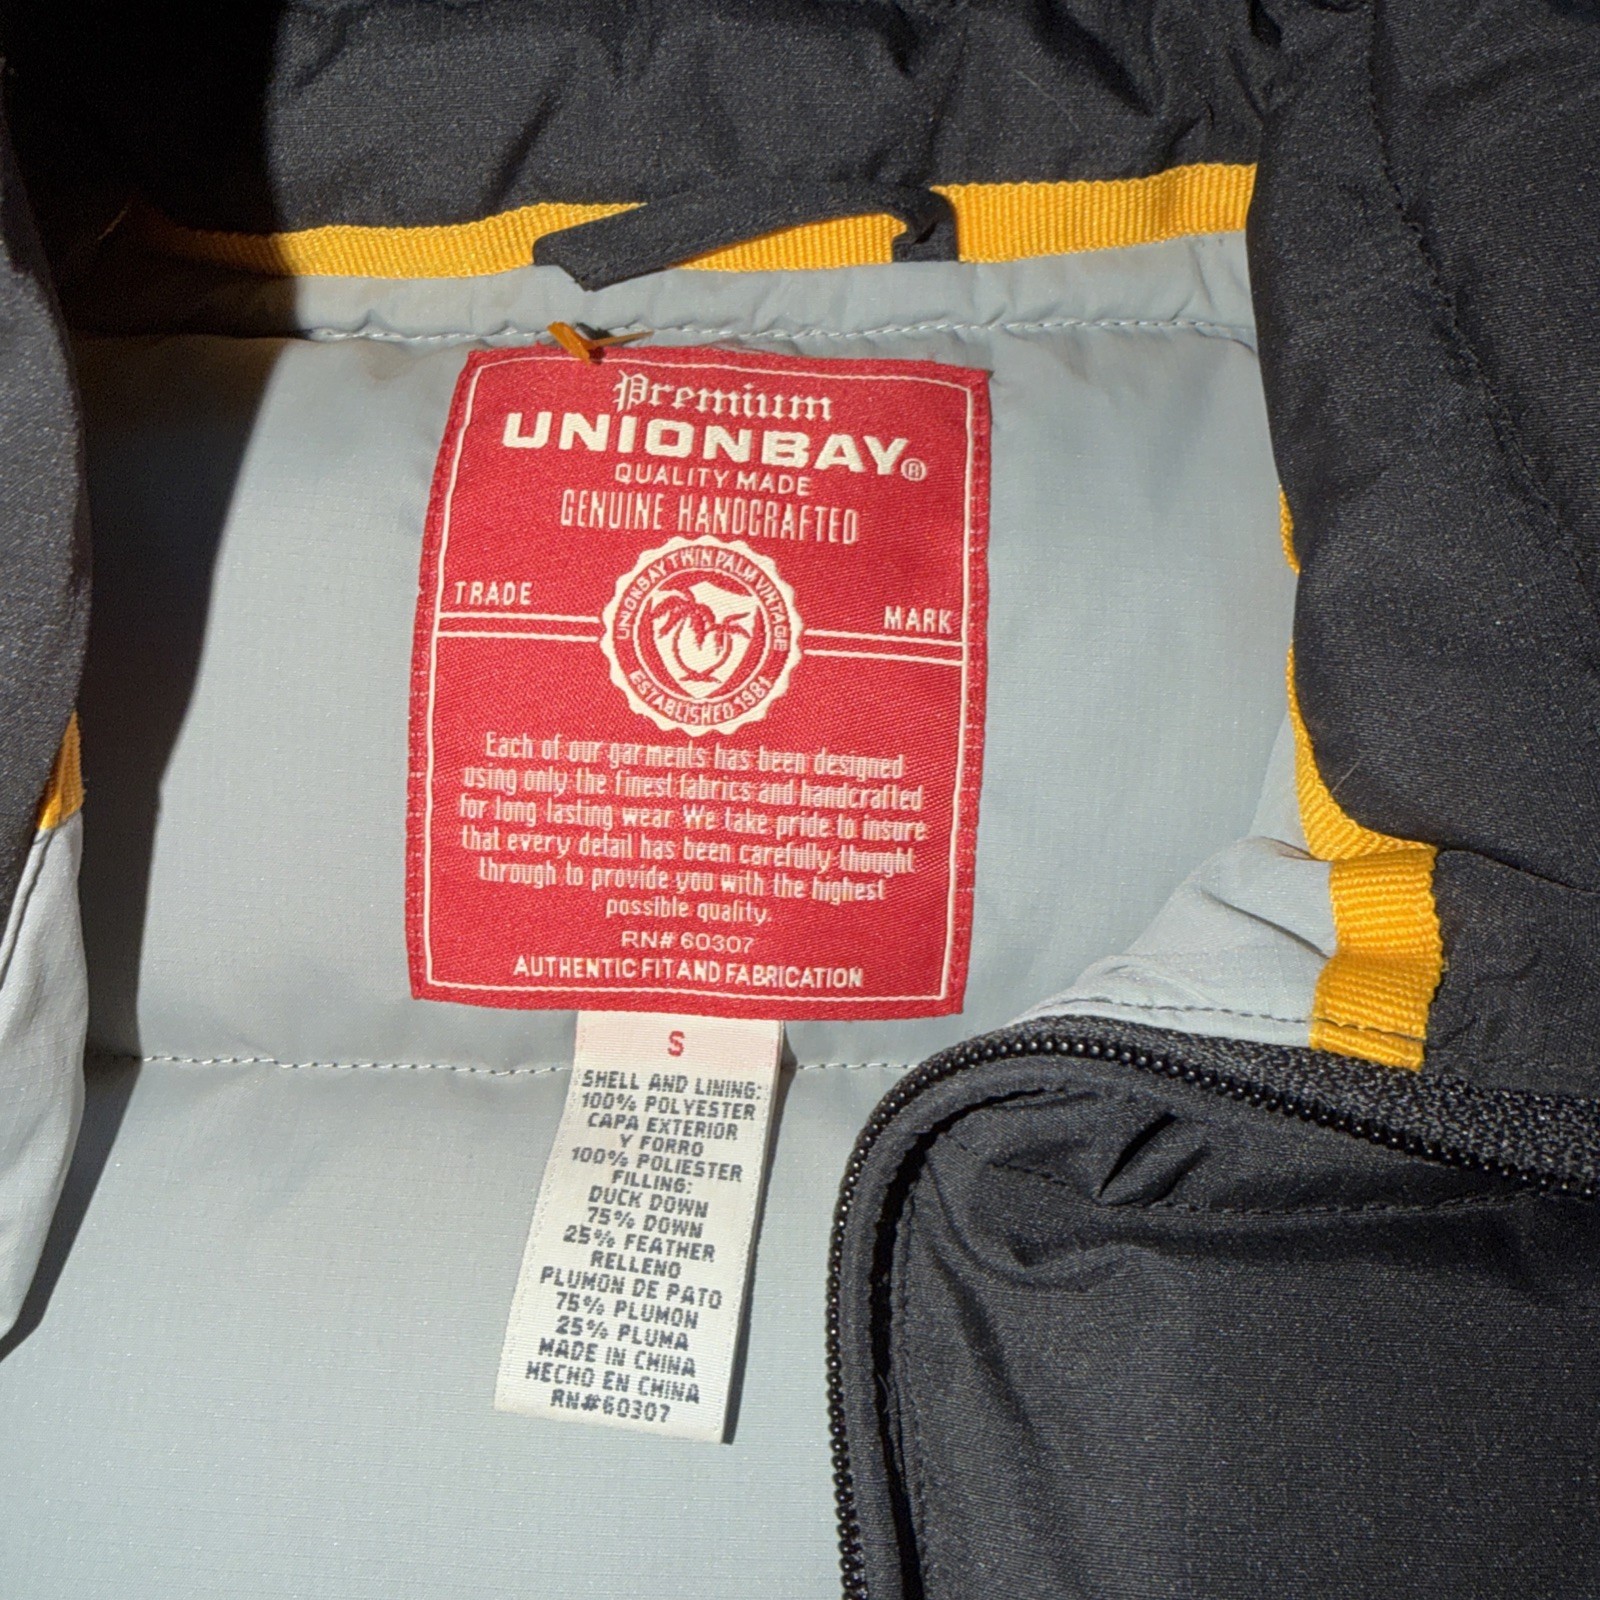 Premium
UNIONBAY®
QUALITY MADE
GENUINE HANDCRAFTED
TRADE MARK
UNIONBAY TWIN PALM VINTAGE
ESTABLISHED 1981
Each of our garments has been designed
using only the finest fabrics and handcrafted
for long lasting wear We take pride to insure
that every detail has been carefully thought
through to provide you with the highest
possible quality.
RN# 60307
AUTHENTIC FIT AND FABRICATION
S
SHELL AND LINING:
100% POLYESTER
CAPA EXTERIOR
Y FORRO
100% POLIESTER
FILLING:
DUCK DOWN
75% DOWN
25% FEATHER
RELLENO
PLUMON DE PATO
75% PLUMON
25% PLUMA
MADE IN CHINA
HECHO EN CHINA
RN#60307